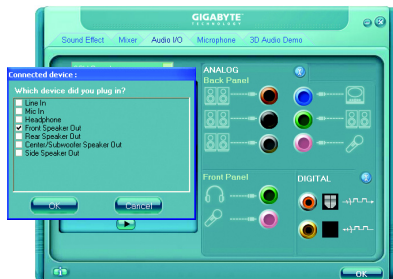 GIGABYTE
TECHNOLOGY
Sound Effect
Mixer
Audio I/O
Microphone
3D Audio Demo
Connected device :
Which device did you plug in?
Line In
Mic In
Headphone
Front Speaker Out
Rear Speaker Out
Center/Subwoofer Speaker Out
Side Speaker Out
OK
Cancel
ANALOG
Back Panel
Front Panel
DIGITAL
OK